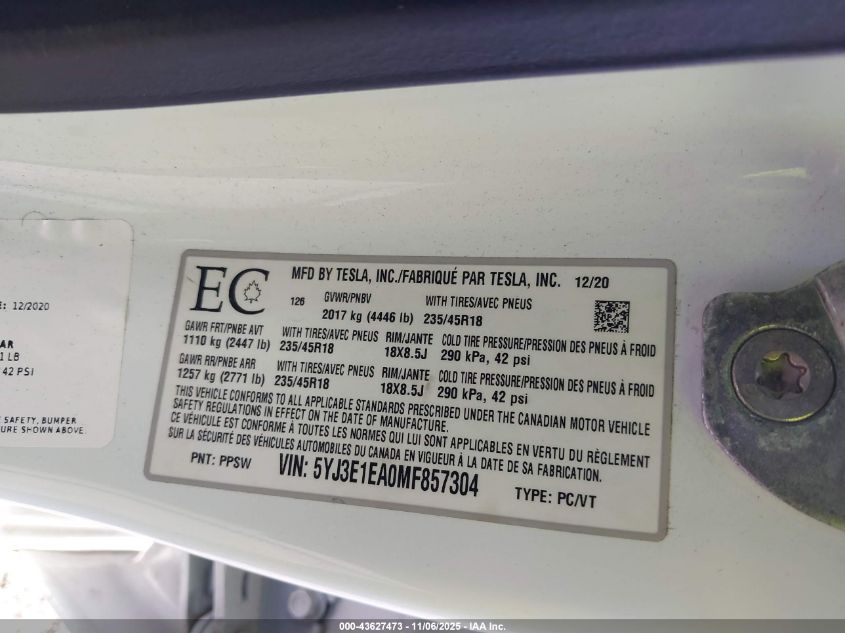 E: 12/2020
AR
1 LB
42 PSI
E SAFETY, BUMPER
URE SHOWN ABOVE.
EC
MFD BY TESLA, INC./FABRIQUÉ PAR TESLA, INC. 12/20
126 GVWR/PNBV WITH TIRES/AVEC PNEUS
2017 kg (4446 lb) 235/45R18
GAWR FRT/PNBE AVT WITH TIRES/AVEC PNEUS RIM/JANTE COLD TIRE PRESSURE/PRESSION DES PNEUS À FROID
1110 kg (2447 lb) 235/45R18 18X8.5J 290 kPa, 42 psi
GAWR RR/PNBE ARR WITH TIRES/AVEC PNEUS RIM/JANTE COLD TIRE PRESSURE/PRESSION DES PNEUS À FROID
1257 kg (2771 lb) 235/45R18 18X8.5J 290 kPa, 42 psi
THIS VEHICLE CONFORMS TO ALL APPLICABLE STANDARDS PRESCRIBED UNDER THE CANADIAN MOTOR VEHICLE
SAFETY REGULATIONS IN EFFECT ON THE DATE OF MANUFACTURE.
CE VÉHICULE EST CONFORME À TOUTES LES NORMES QUI LUI SONT APPLICABLES EN VERTU DU RÈGLEMENT
SUR LA SÉCURITÉ DES VÉHICULES AUTOMOBILES DU CANADA EN VIGUEUR À LA DATE DE SA FABRICATION.
PNT: PPSW VIN: 5YJ3E1EA0MF857304 TYPE: PC/VT
000-43627473 - 11/06/2025 - IAA Inc.